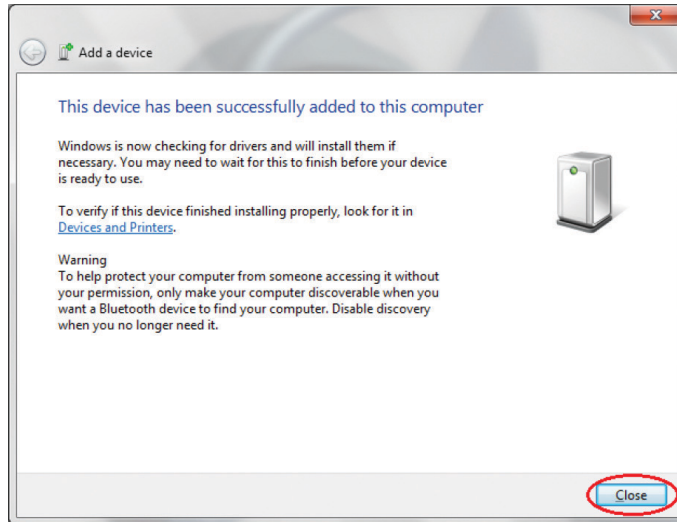 Add a device
This device has been successfully added to this computer
Windows is now checking for drivers and will install them if
necessary. You may need to wait for this to finish before your device
is ready to use.
To verify if this device finished installing properly, look for it in
Devices and Printers.
Warning
To help protect your computer from someone accessing it without
your permission, only make your computer discoverable when you
want a Bluetooth device to find your computer. Disable discovery
when you no longer need it.
Close